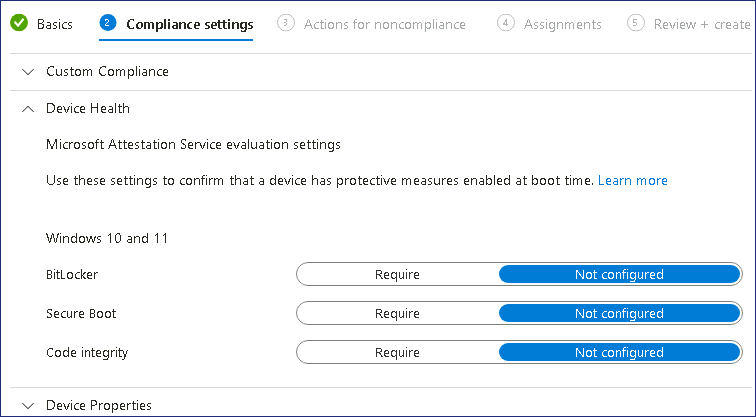 Basics 2 Compliance settings 3 Actions for noncompliance 4 Assignments 5 Review + create
Custom Compliance
Device Health
Microsoft Attestation Service evaluation settings
Use these settings to confirm that a device has protective measures enabled at boot time. Learn more
Windows 10 and 11
BitLocker Require Not configured
Secure Boot Require Not configured
Code integrity Require Not configured
Device Properties